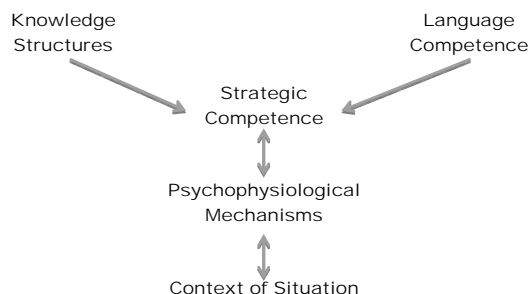 Knowledge
Structures
Language
Competence
Strategic
Competence
Psychophysiological
Mechanisms
Context of Situation